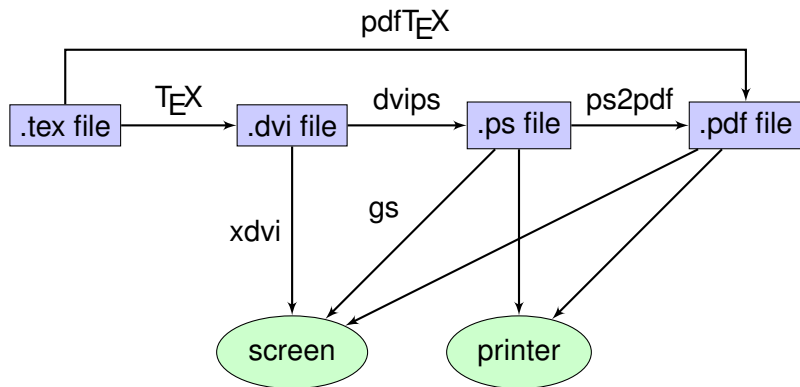 pdfTEX
TEX
dvips
ps2pdf
.tex file
.dvi file
.ps file
.pdf file
xdvi
gs
screen
printer